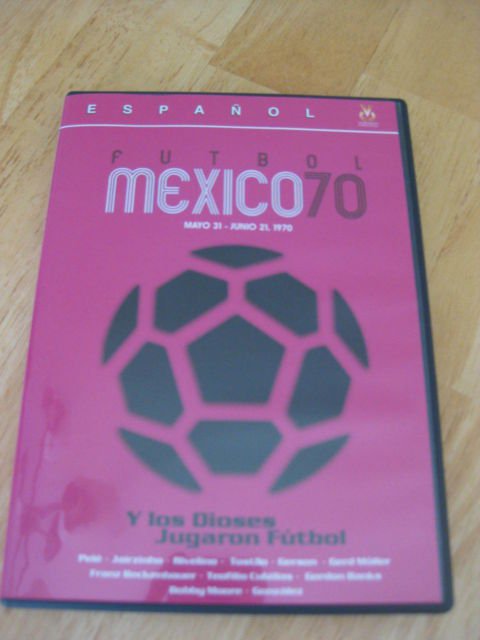 ESPAÑOL
FUTBOL
MEXICO70
MAYO 31 - JUNIO 21, 1970
Y los Dioses
Jugaron Fútbol
Pelé - Jairzinho - Rivelino - Tostão - Gerson - Gerd Müller
Franz Beckenbauer - Teofilo Cubillas - Gordon Banks
Bobby Moore - González